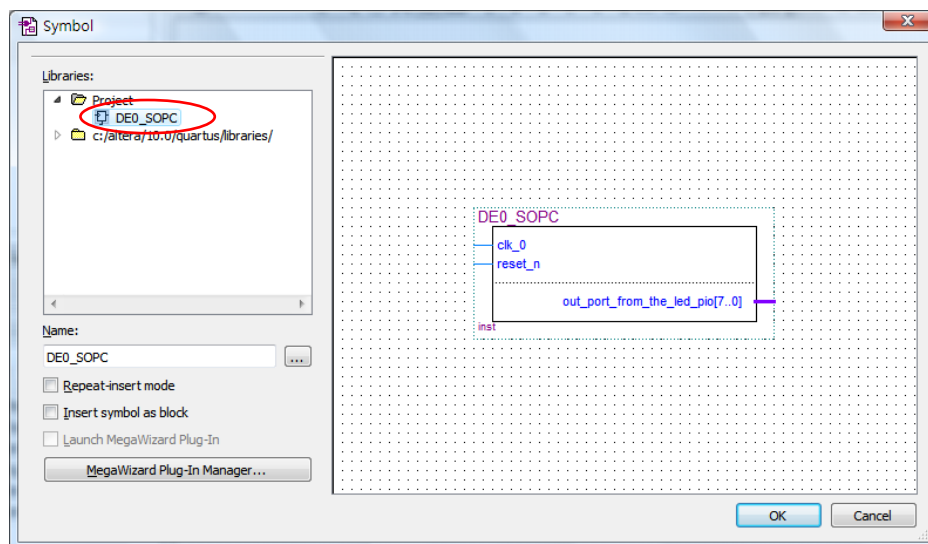 Symbol
Libraries:
Project
DE0_SOPC
c:/altera/10.0/quartus/libraries/
Name:
DE0_SOPC
...
Repeat-insert mode
Insert symbol as block
Launch MegaWizard Plug-In
MegaWizard Plug-In Manager...
DE0_SOPC
clk_0
reset_n
out_port_from_the_led_pio[7..0]
inst
OK
Cancel